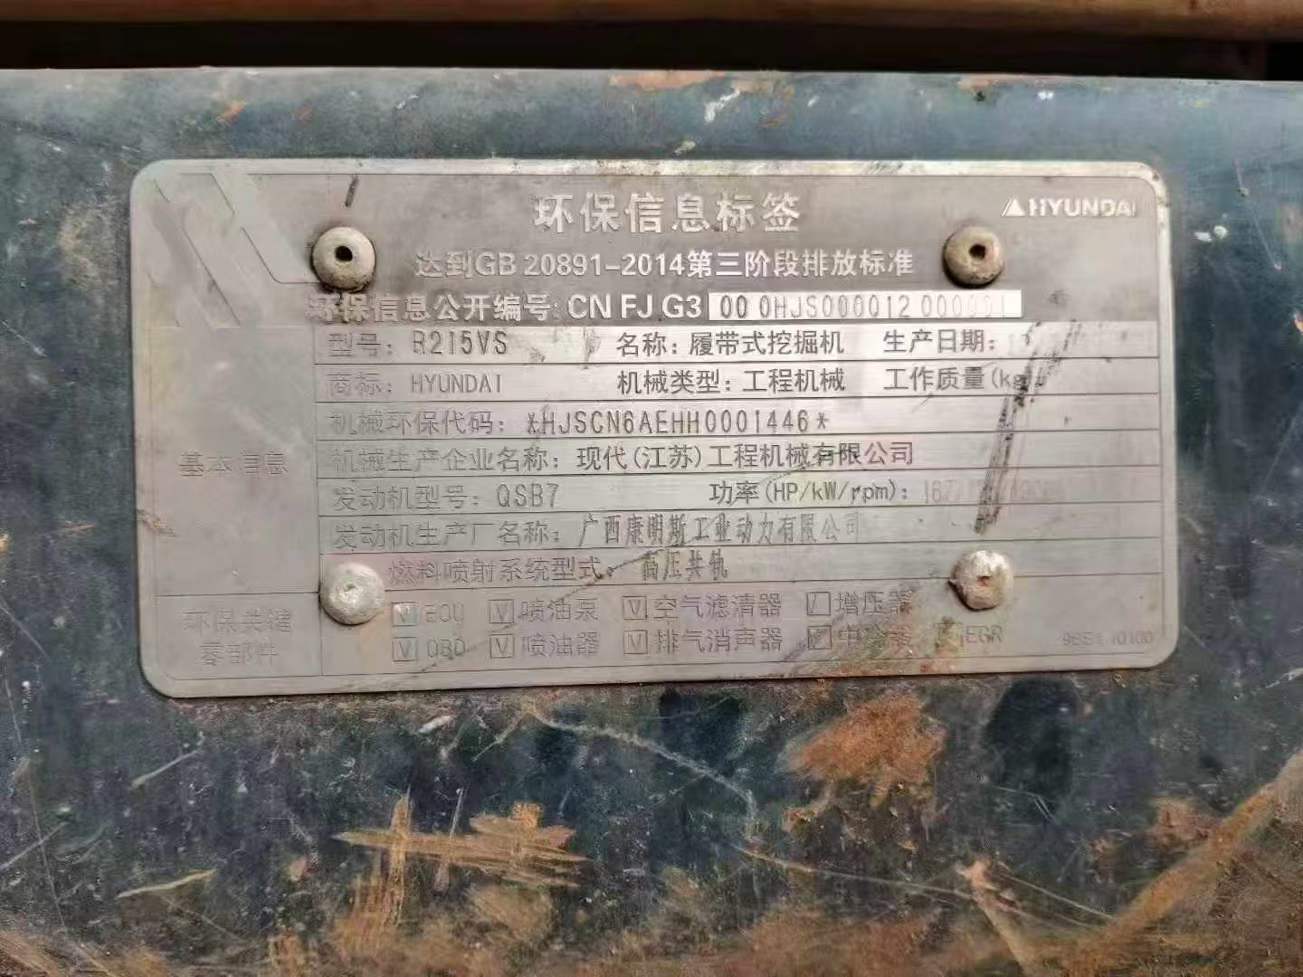 环保信息标签
HYUNDAI
达到GB 20891-2014第三阶段排放标准
环保信息公开编号: CN FJ G3 00 0HJS000012 000001
型号: R215VS 名称: 履带式挖掘机 生产日期:
商标: HYUNDAI 机械类型: 工程机械 工作质量(kg
机械环保代码: *HJSCN6AEHH0001446*
基本信息
机械生产企业名称: 现代(江苏)工程机械有限公司
发动机型号: QSB7 功率(HP/kW/rpm):
发动机生产厂名称: 广西康明斯工业动力有限公司
燃料喷射系统型式: 高压共轨
环保关键零部件
V ECU V 喷油泵 V 空气滤清器 V 增压器
V OBD V 喷油器 V 排气消声器 V 中冷器 EGR